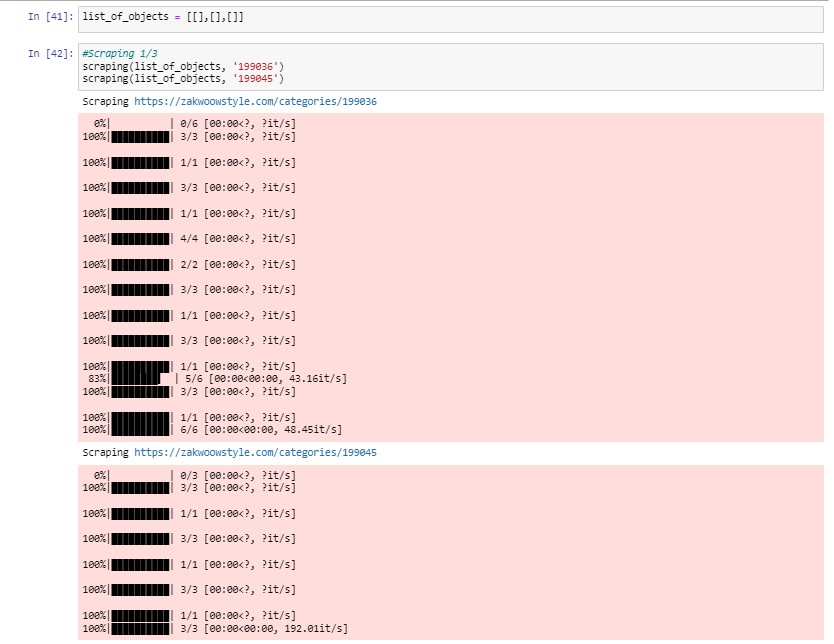 In [41]: list_of_objects = [[],[],[]]
In [42]: #Scraping 1/3
scraping(list_of_objects, '199036')
scraping(list_of_objects, '199045')
Scraping https://zakwoowstyle.com/categories/199036
0%|          | 0/6 [00:00<?, ?it/s]
100%|██████████| 3/3 [00:00<?, ?it/s]
100%|██████████| 1/1 [00:00<?, ?it/s]
100%|██████████| 3/3 [00:00<?, ?it/s]
100%|██████████| 1/1 [00:00<?, ?it/s]
100%|██████████| 4/4 [00:00<?, ?it/s]
100%|██████████| 2/2 [00:00<?, ?it/s]
100%|██████████| 3/3 [00:00<?, ?it/s]
100%|██████████| 1/1 [00:00<?, ?it/s]
100%|██████████| 3/3 [00:00<?, ?it/s]
100%|██████████| 1/1 [00:00<?, ?it/s]
83%|████████▎ | 5/6 [00:00<00:00, 43.16it/s]
100%|██████████| 3/3 [00:00<?, ?it/s]
100%|██████████| 1/1 [00:00<?, ?it/s]
100%|██████████| 6/6 [00:00<00:00, 48.45it/s]
Scraping https://zakwoowstyle.com/categories/199045
0%|          | 0/3 [00:00<?, ?it/s]
100%|██████████| 3/3 [00:00<?, ?it/s]
100%|██████████| 1/1 [00:00<?, ?it/s]
100%|██████████| 3/3 [00:00<?, ?it/s]
100%|██████████| 1/1 [00:00<?, ?it/s]
100%|██████████| 3/3 [00:00<?, ?it/s]
100%|██████████| 1/1 [00:00<?, ?it/s]
100%|██████████| 3/3 [00:00<00:00, 192.01it/s]